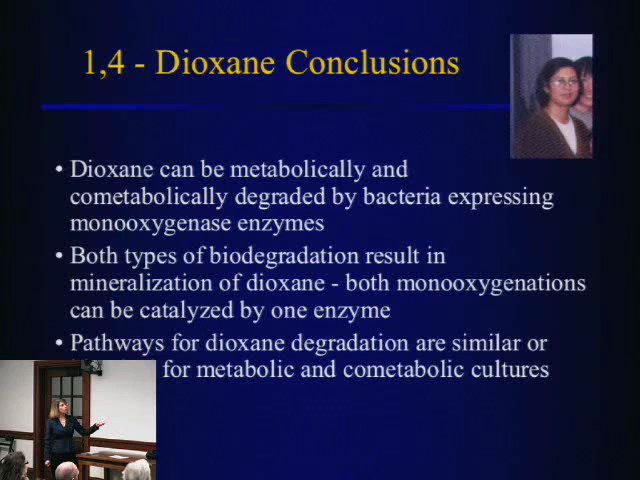 1,4 - Dioxane Conclusions
• Dioxane can be metabolically and
cometabolically degraded by bacteria expressing
monooxygenase enzymes
• Both types of biodegradation result in
mineralization of dioxane - both monooxygenations
can be catalyzed by one enzyme
• Pathways for dioxane degradation are similar or
for metabolic and cometabolic cultures